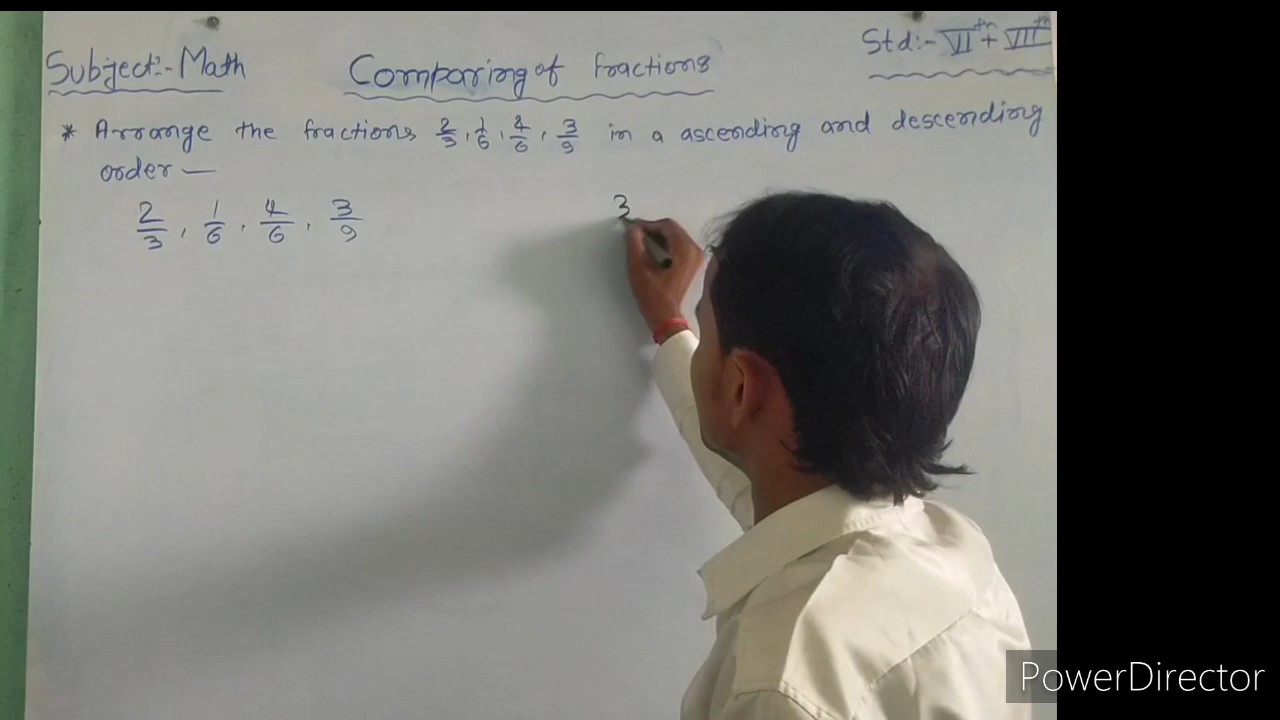 Subject:- Math
Comparing of fractions
Std:- VIth + VIIth
* Arrange the fractions 2/3, 1/6, 4/6, 3/9 in a ascending and descending
order —
2/3, 1/6, 4/6, 3/9
3
PowerDirector